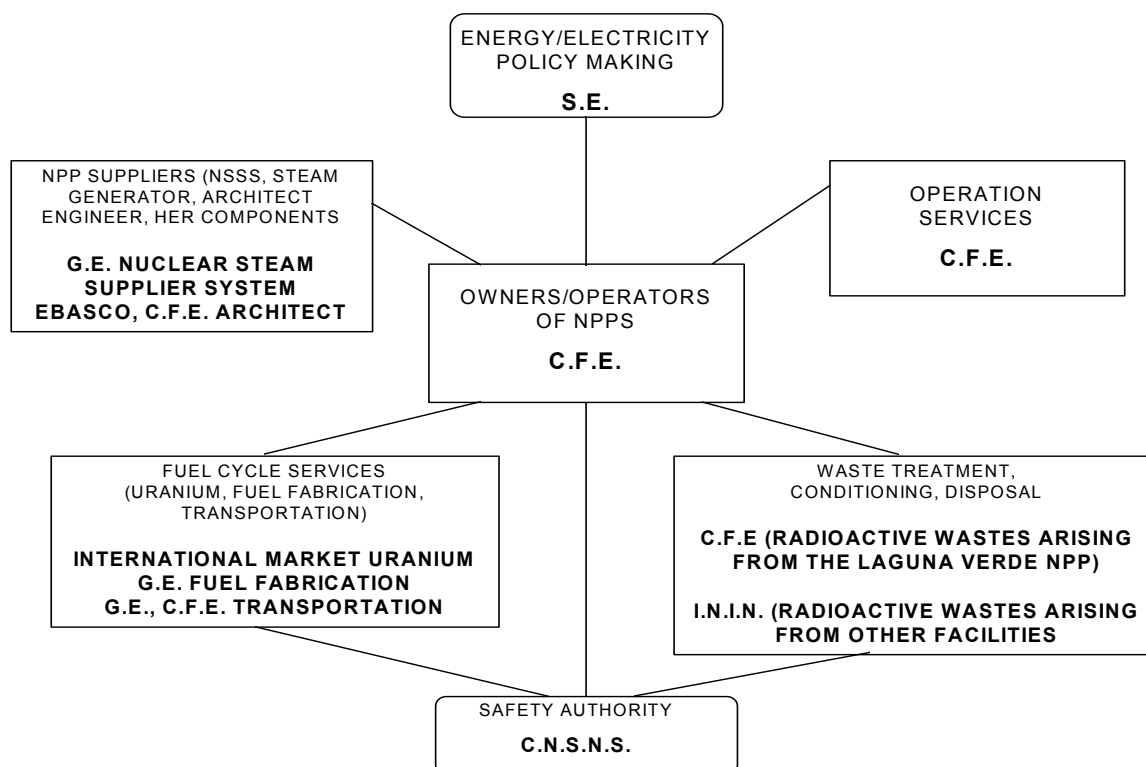 ENERGY/ELECTRICITY
POLICY MAKING
S.E.
NPP SUPPLIERS (NSSS, STEAM
GENERATOR, ARCHITECT
ENGINEER, HER COMPONENTS
G.E. NUCLEAR STEAM
SUPPLIER SYSTEM
EBASCO, C.F.E. ARCHITECT
OPERATION
SERVICES
C.F.E.
OWNERS/OPERATORS
OF NPPS
C.F.E.
FUEL CYCLE SERVICES
(URANIUM, FUEL FABRICATION,
TRANSPORTATION)
INTERNATIONAL MARKET URANIUM
G.E. FUEL FABRICATION
G.E., C.F.E. TRANSPORTATION
WASTE TREATMENT,
CONDITIONING, DISPOSAL
C.F.E (RADIOACTIVE WASTES ARISING
FROM THE LAGUNA VERDE NPP)
I.N.I.N. (RADIOACTIVE WASTES ARISING
FROM OTHER FACILITIES
SAFETY AUTHORITY
C.N.S.N.S.